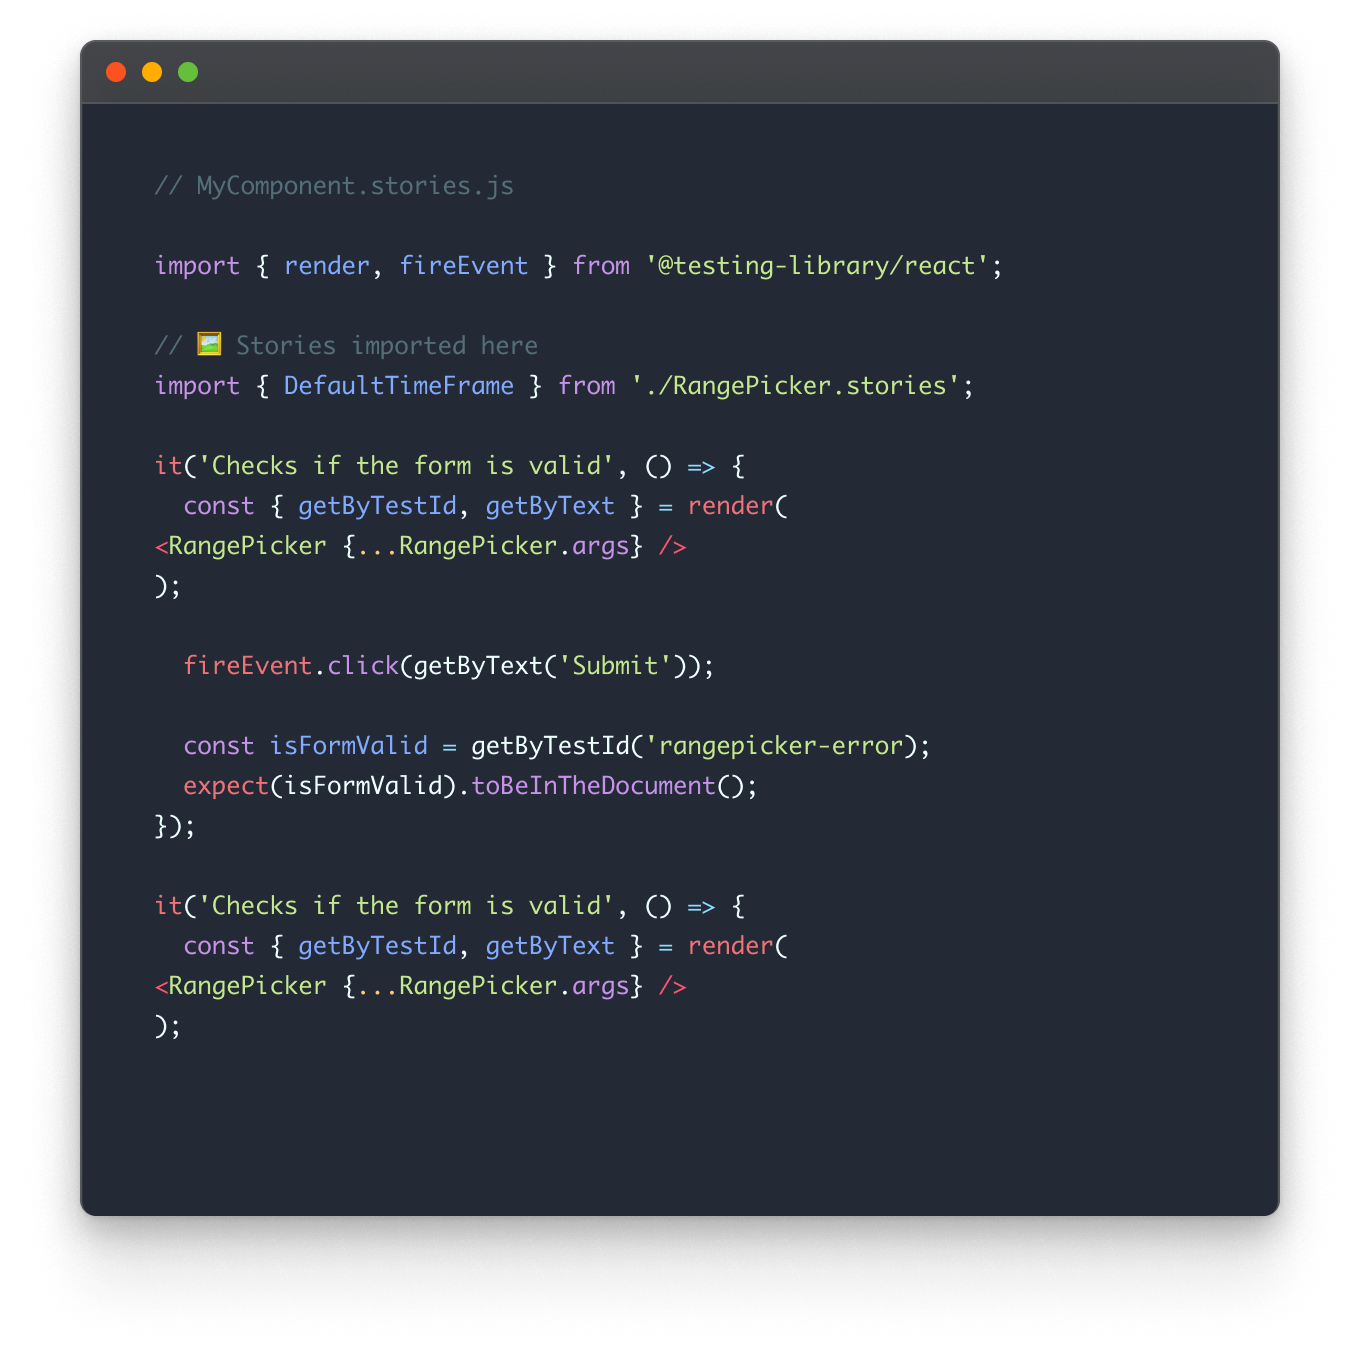 // MyComponent.stories.js
import { render, fireEvent } from '@testing-library/react';
// 🖼️ Stories imported here
import { DefaultTimeFrame } from './RangePicker.stories';
it('Checks if the form is valid', () => {
  const { getByTestId, getByText } = render(
<RangePicker {...RangePicker.args} />
);
  fireEvent.click(getByText('Submit'));
  const isFormValid = getByTestId('rangepicker-error);
  expect(isFormValid).toBeInTheDocument();
});
it('Checks if the form is valid', () => {
  const { getByTestId, getByText } = render(
<RangePicker {...RangePicker.args} />
);